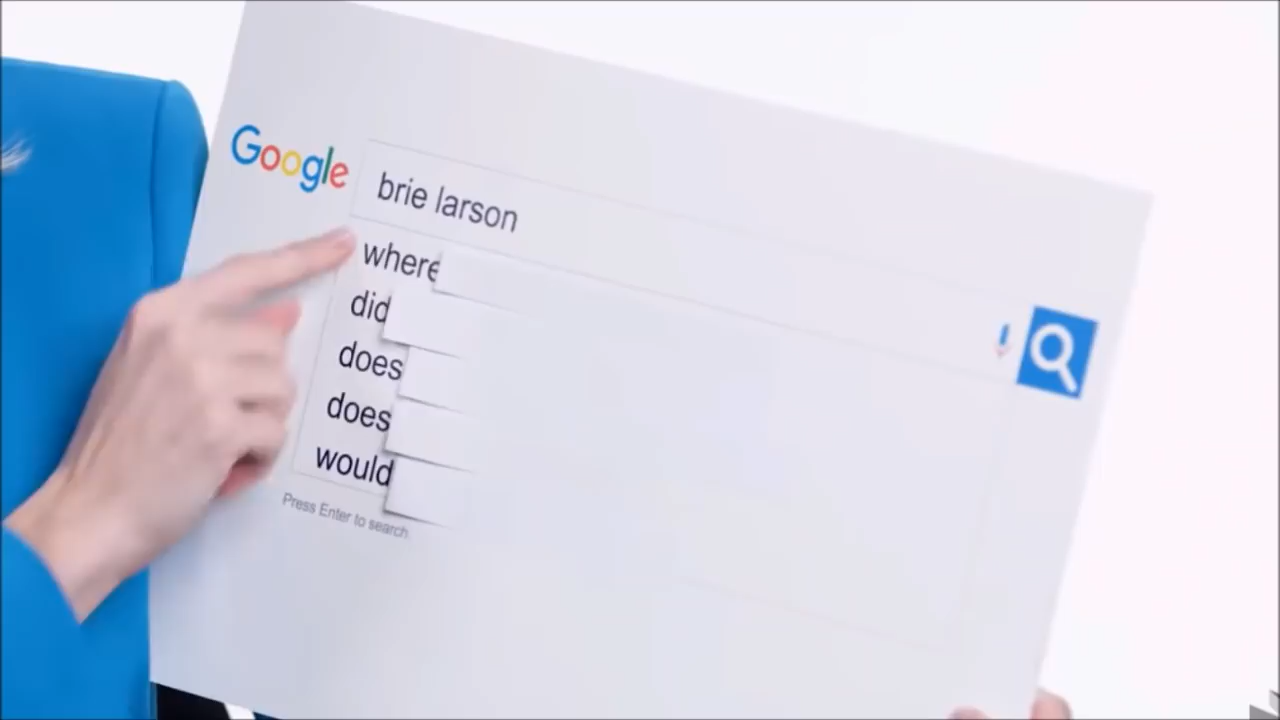 Google
brie larson
where
did
does
does
would
Press Enter to search.